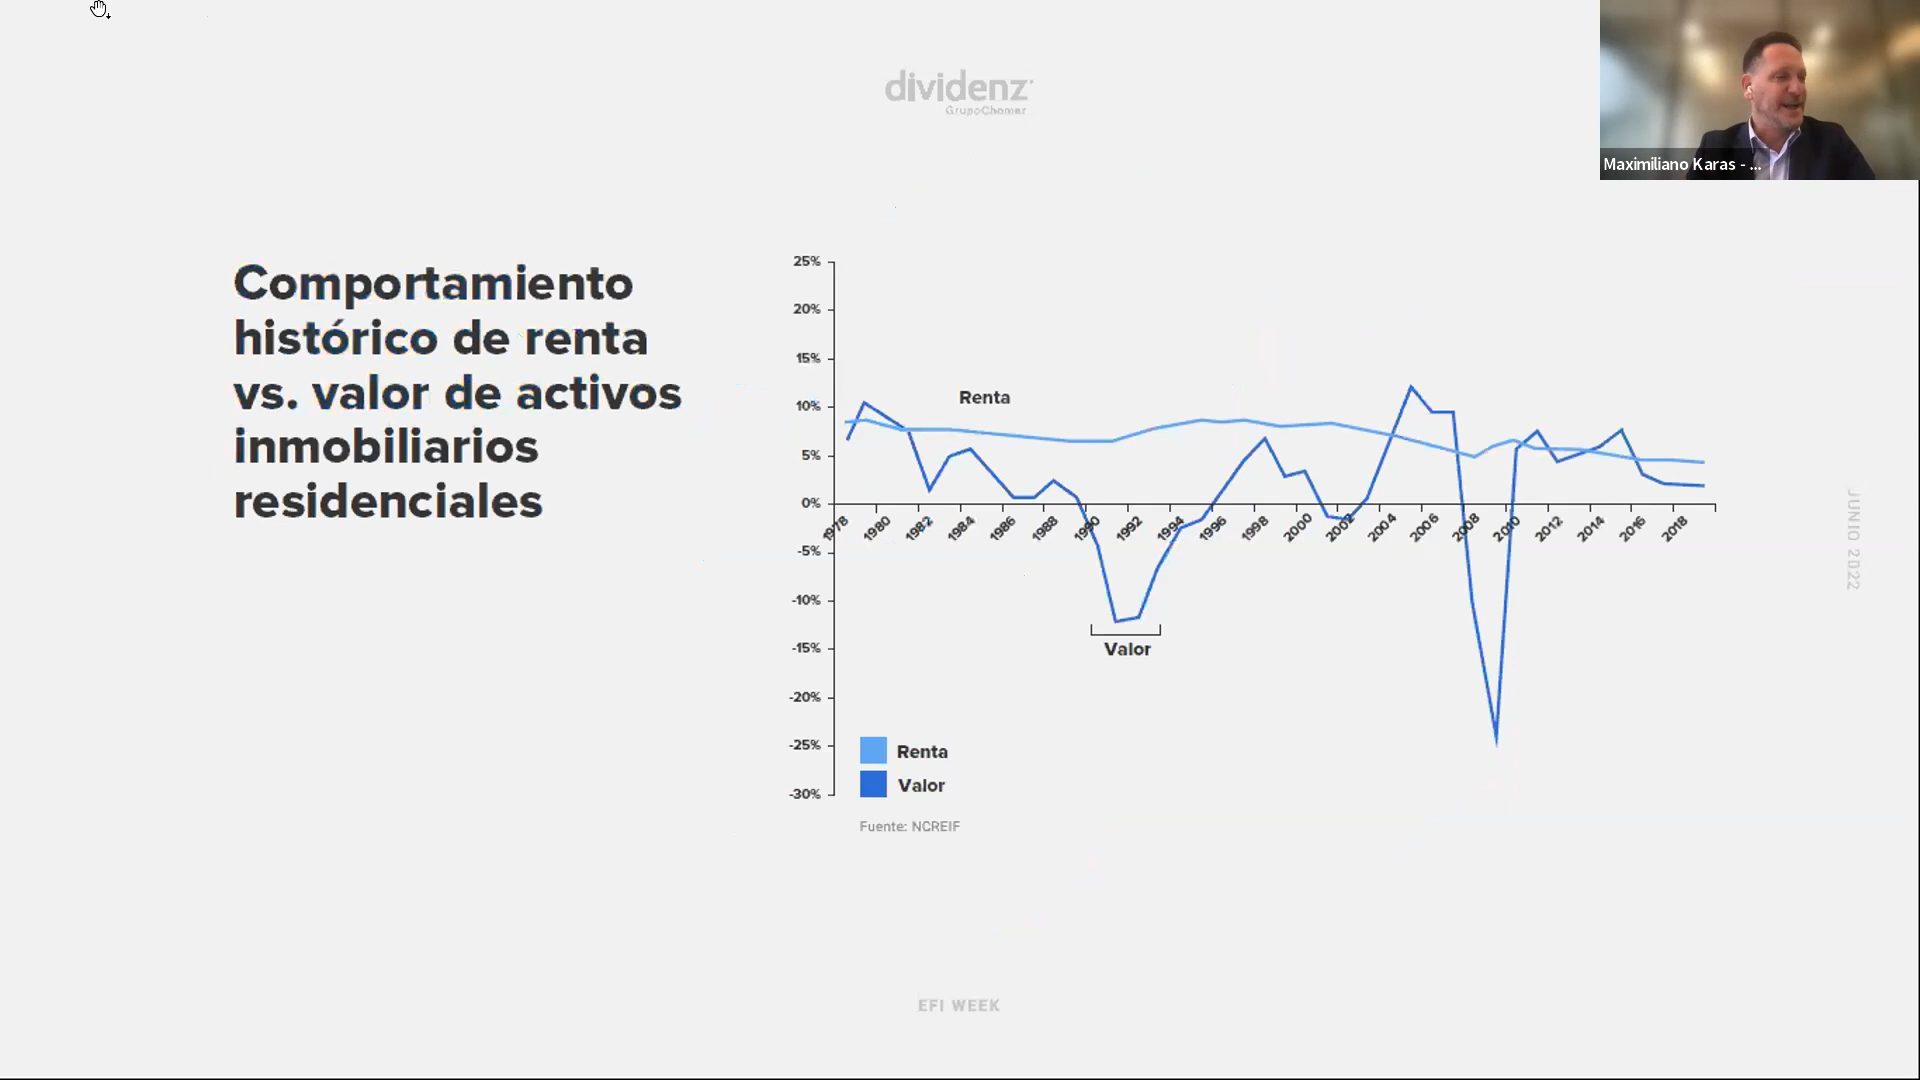 dividenz
GrupoChomer
Maximiliano Karas - ...
Comportamiento
histórico de renta
vs. valor de activos
inmobiliarios
residenciales
25%
20%
15%
10%
5%
0%
-5%
-10%
-15%
-20%
-25%
-30%
Renta
1978
1980
1982
1984
1986
1988
1990
1992
1994
1996
1998
2000
2002
2004
2006
2008
2010
2012
2014
2016
2018
Valor
Renta
Valor
Fuente: NCREIF
JUNIO 2022
EFI WEEK